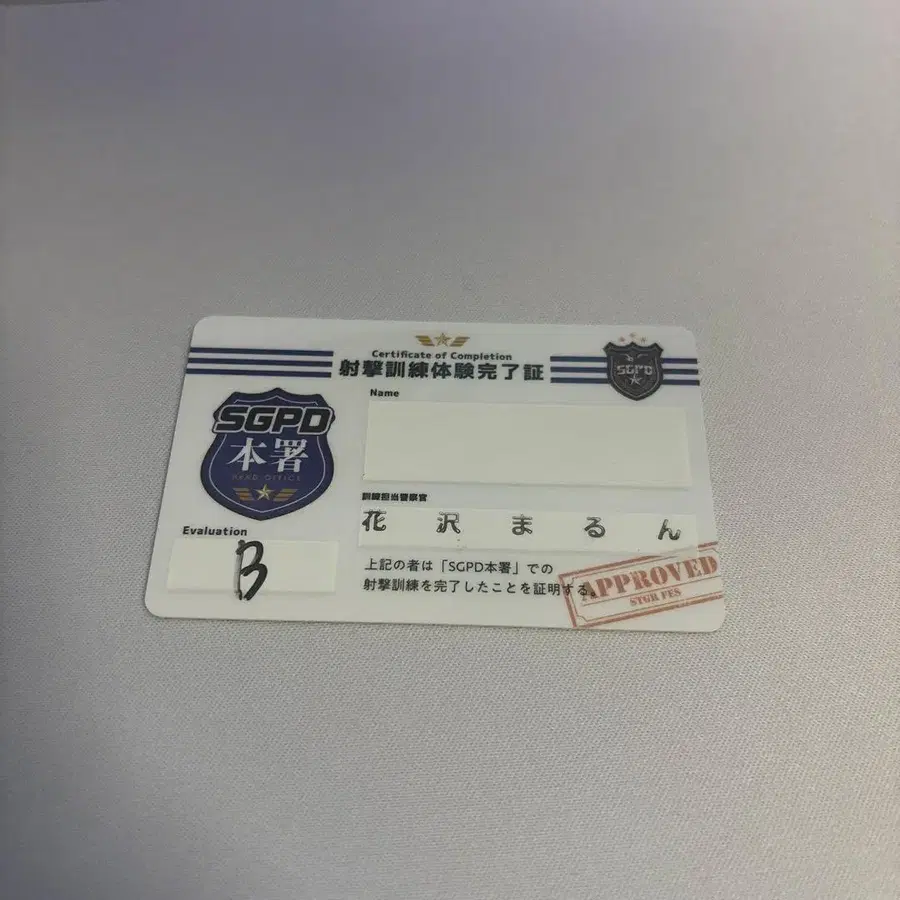 Certificate of Completion
射撃訓練体験完了証
SGPD
SGPD
本署
HEAD OFFICE
Name
訓練担当警察官
花沢まるん
Evaluation
B
上記の者は「SGPD本署」での
射撃訓練を完了したことを証明する。
APPROVED
STGR FES